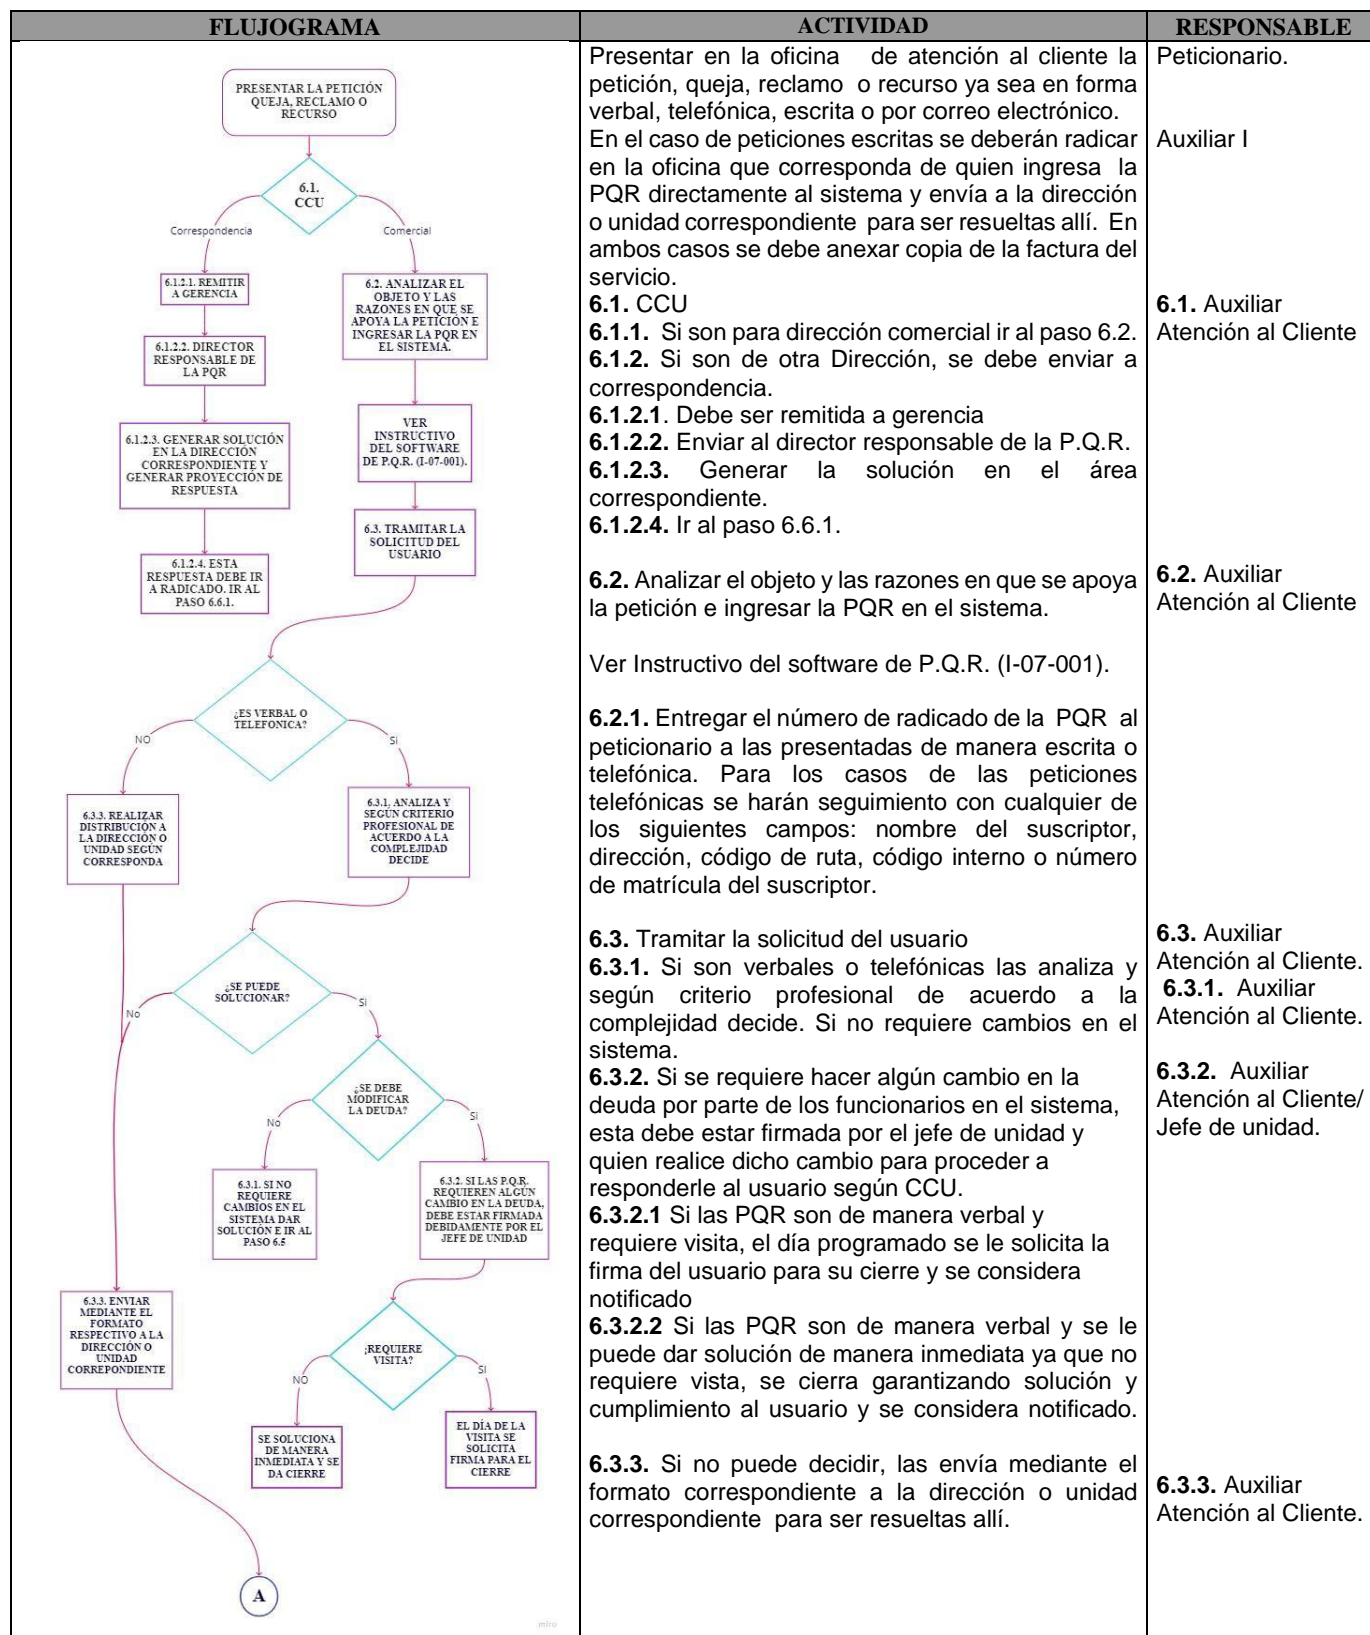 FLUJOGRAMA
ACTIVIDAD
RESPONSABLE
PRESENTAR LA PETICIÓN
QUEJA, RECLAMO O
RECURSO
6.1.
CCU
Correspondencia
Comercial
6.1.2.1. REMITIR
A GERENCIA
6.2. ANALIZAR EL
OBJETO Y LAS
RAZONES EN QUE SE
APOYA LA PETICIÓN E
INGRESAR LA PQR EN
EL SISTEMA.
6.1.2.2. DIRECTOR
RESPONSABLE DE
LA PQR
VER
INSTRUCTIVO
DEL SOFTWARE
DE P.Q.R. (I-07-001).
6.1.2.3. GENERAR SOLUCIÓN
EN LA DIRECCIÓN
CORRESPONDIENTE Y
GENERAR PROYECCIÓN DE
RESPUESTA
6.3. TRAMITAR LA
SOLICITUD DEL
USUARIO
6.1.2.4. ESTA
RESPUESTA DEBE IR
A RADICADO. IR AL
PASO 6.6.1.
¿ES VERBAL O
TELEFONICA?
NO
Si
6.3.3. REALIZAR
DISTRIBUCIÓN A
LA DIRECCIÓN O
UNIDAD SEGÚN
CORRESPONDA
6.3.1. ANALIZA Y
SEGÚN CRITERIO
PROFESIONAL DE
ACUERDO A LA
COMPLEJIDAD
DECIDE
¿SE PUEDE
SOLUCIONAR?
No
Si
¿SE DEBE
MODIFICAR
LA DEUDA?
No
Si
6.3.1. SI NO
REQUIERE
CAMBIOS EN EL
SISTEMA DAR
SOLUCIÓN E IR AL
PASO 6.5
6.3.2. SI LAS P.Q.R.
REQUIEREN ALGÚN
CAMBIO EN LA DEUDA,
DEBE ESTAR FIRMADA
DEBIDAMENTE POR EL
JEFE DE UNIDAD
6.3.3. ENVIAR
MEDIANTE EL
FORMATO
RESPECTIVO A LA
DIRECCIÓN O
UNIDAD
CORREPONDIENTE
¡REQUIERE
VISITA?
NO
SI
SE SOLUCIONA
DE MANERA
INMEDIATA Y SE
DA CIERRE
EL DÍA DE LA
VISITA SE
SOLICITA
FIRMA PARA EL
CIERRE
A
miro
Presentar en la oficina de atención al cliente la
petición, queja, reclamo o recurso ya sea en forma
verbal, telefónica, escrita o por correo electrónico.
En el caso de peticiones escritas se deberán radicar
en la oficina que corresponda de quien ingresa la
PQR directamente al sistema y envía a la dirección
o unidad correspondiente para ser resueltas allí. En
ambos casos se debe anexar copia de la factura del
servicio.
6.1. CCU
6.1.1. Si son para dirección comercial ir al paso 6.2.
6.1.2. Si son de otra Dirección, se debe enviar a
correspondencia.
6.1.2.1. Debe ser remitida a gerencia
6.1.2.2. Enviar al director responsable de la P.Q.R.
6.1.2.3. Generar la solución en el área
correspondiente.
6.1.2.4. Ir al paso 6.6.1.
6.2. Analizar el objeto y las razones en que se apoya
la petición e ingresar la PQR en el sistema.
Ver Instructivo del software de P.Q.R. (I-07-001).
6.2.1. Entregar el número de radicado de la PQR al
peticionario a las presentadas de manera escrita o
telefónica. Para los casos de las peticiones
telefónicas se harán seguimiento con cualquier de
los siguientes campos: nombre del suscriptor,
dirección, código de ruta, código interno o número
de matrícula del suscriptor.
6.3. Tramitar la solicitud del usuario
6.3.1. Si son verbales o telefónicas las analiza y
según criterio profesional de acuerdo a la
complejidad decide. Si no requiere cambios en el
sistema.
6.3.2. Si se requiere hacer algún cambio en la
deuda por parte de los funcionarios en el sistema,
esta debe estar firmada por el jefe de unidad y
quien realice dicho cambio para proceder a
responderle al usuario según CCU.
6.3.2.1 Si las PQR son de manera verbal y
requiere visita, el día programado se le solicita la
firma del usuario para su cierre y se considera
notificado
6.3.2.2 Si las PQR son de manera verbal y se le
puede dar solución de manera inmediata ya que no
requiere vista, se cierra garantizando solución y
cumplimiento al usuario y se considera notificado.
6.3.3. Si no puede decidir, las envía mediante el
formato correspondiente a la dirección o unidad
correspondiente para ser resueltas allí.
Peticionario.
Auxiliar I
6.1. Auxiliar
Atención al Cliente
6.2. Auxiliar
Atención al Cliente
6.3. Auxiliar
Atención al Cliente.
6.3.1. Auxiliar
Atención al Cliente.
6.3.2. Auxiliar
Atención al Cliente/
Jefe de unidad.
6.3.3. Auxiliar
Atención al Cliente.